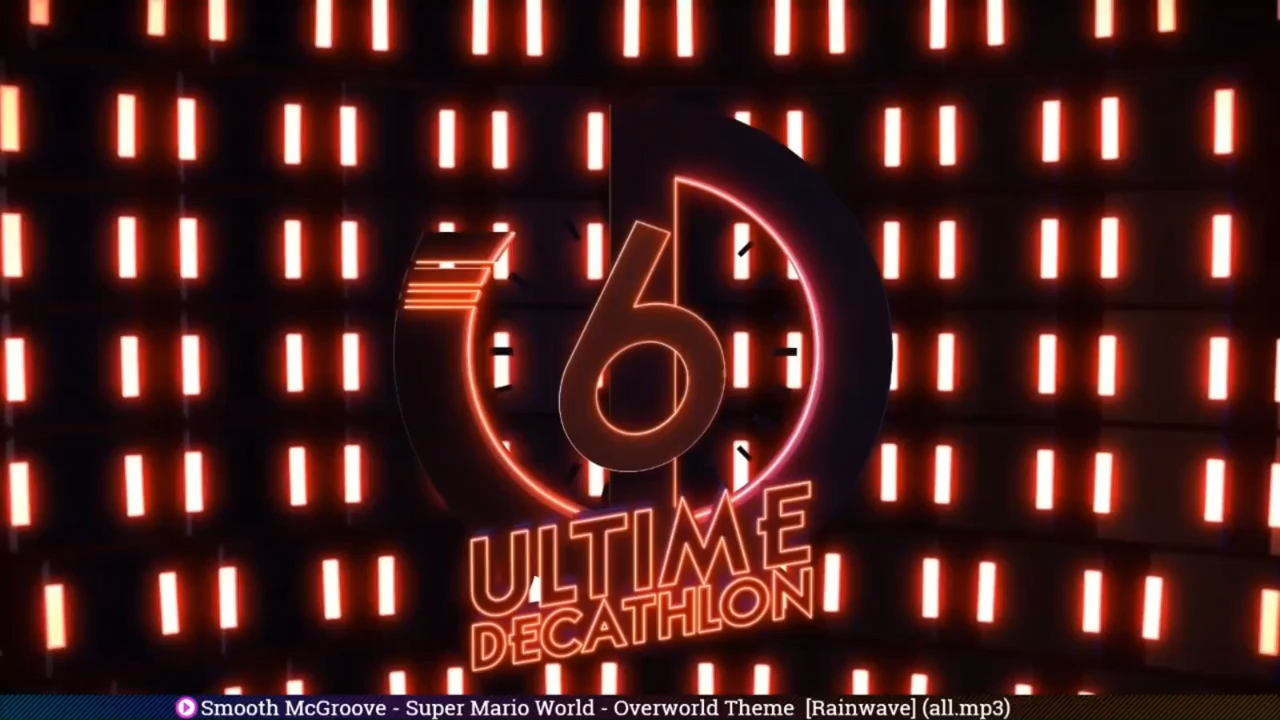 6
ULTIME
DECATHLON
Smooth McGroove - Super Mario World - Overworld Theme [Rainwave] (all.mp3)